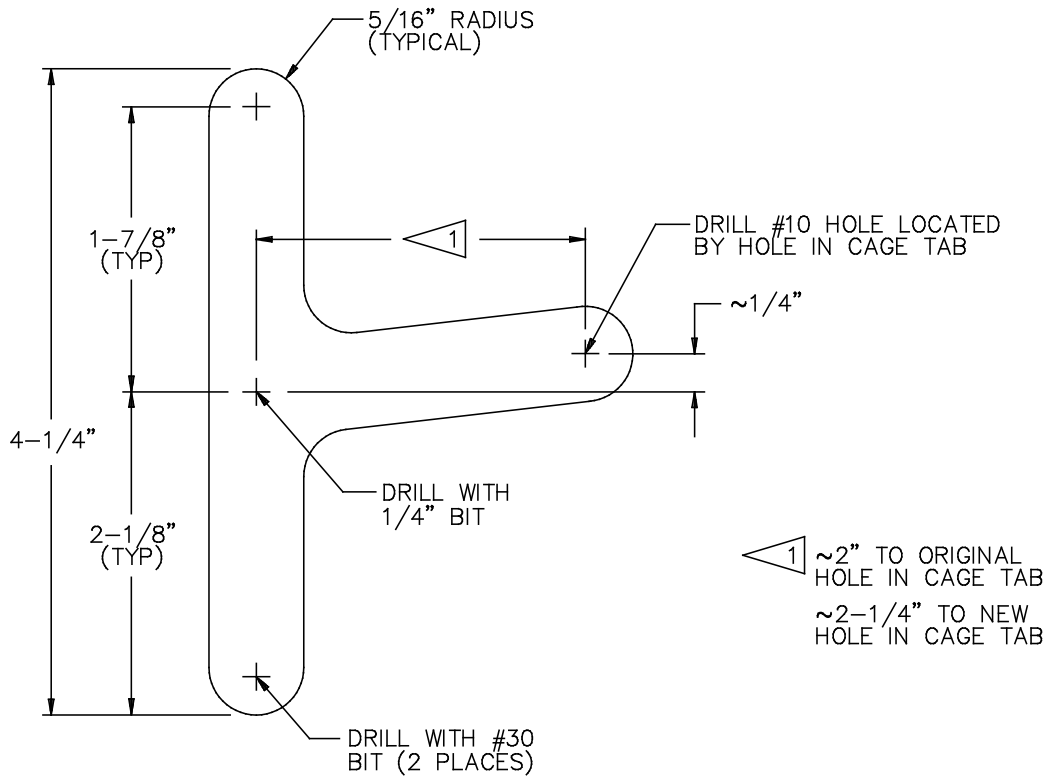 5/16” RADIUS
(TYPICAL)
1-7/8”
(TYP)
1
DRILL #10 HOLE LOCATED
BY HOLE IN CAGE TAB
~1/4”
4-1/4”
DRILL WITH
1/4” BIT
2-1/8”
(TYP)
1 ~2” TO ORIGINAL
HOLE IN CAGE TAB
~2-1/4” TO NEW
HOLE IN CAGE TAB
DRILL WITH #30
BIT (2 PLACES)